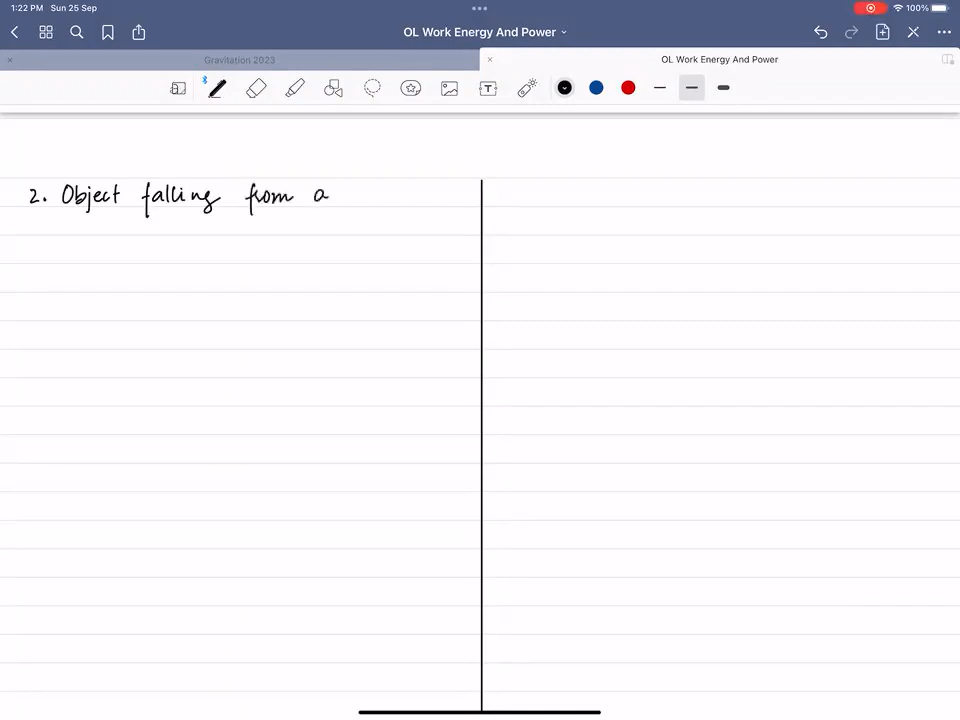 1:22 PM Sun 25 Sep
100%
OL Work Energy And Power
Gravitation 2023
OL Work Energy And Power
T
2. Object falling from a